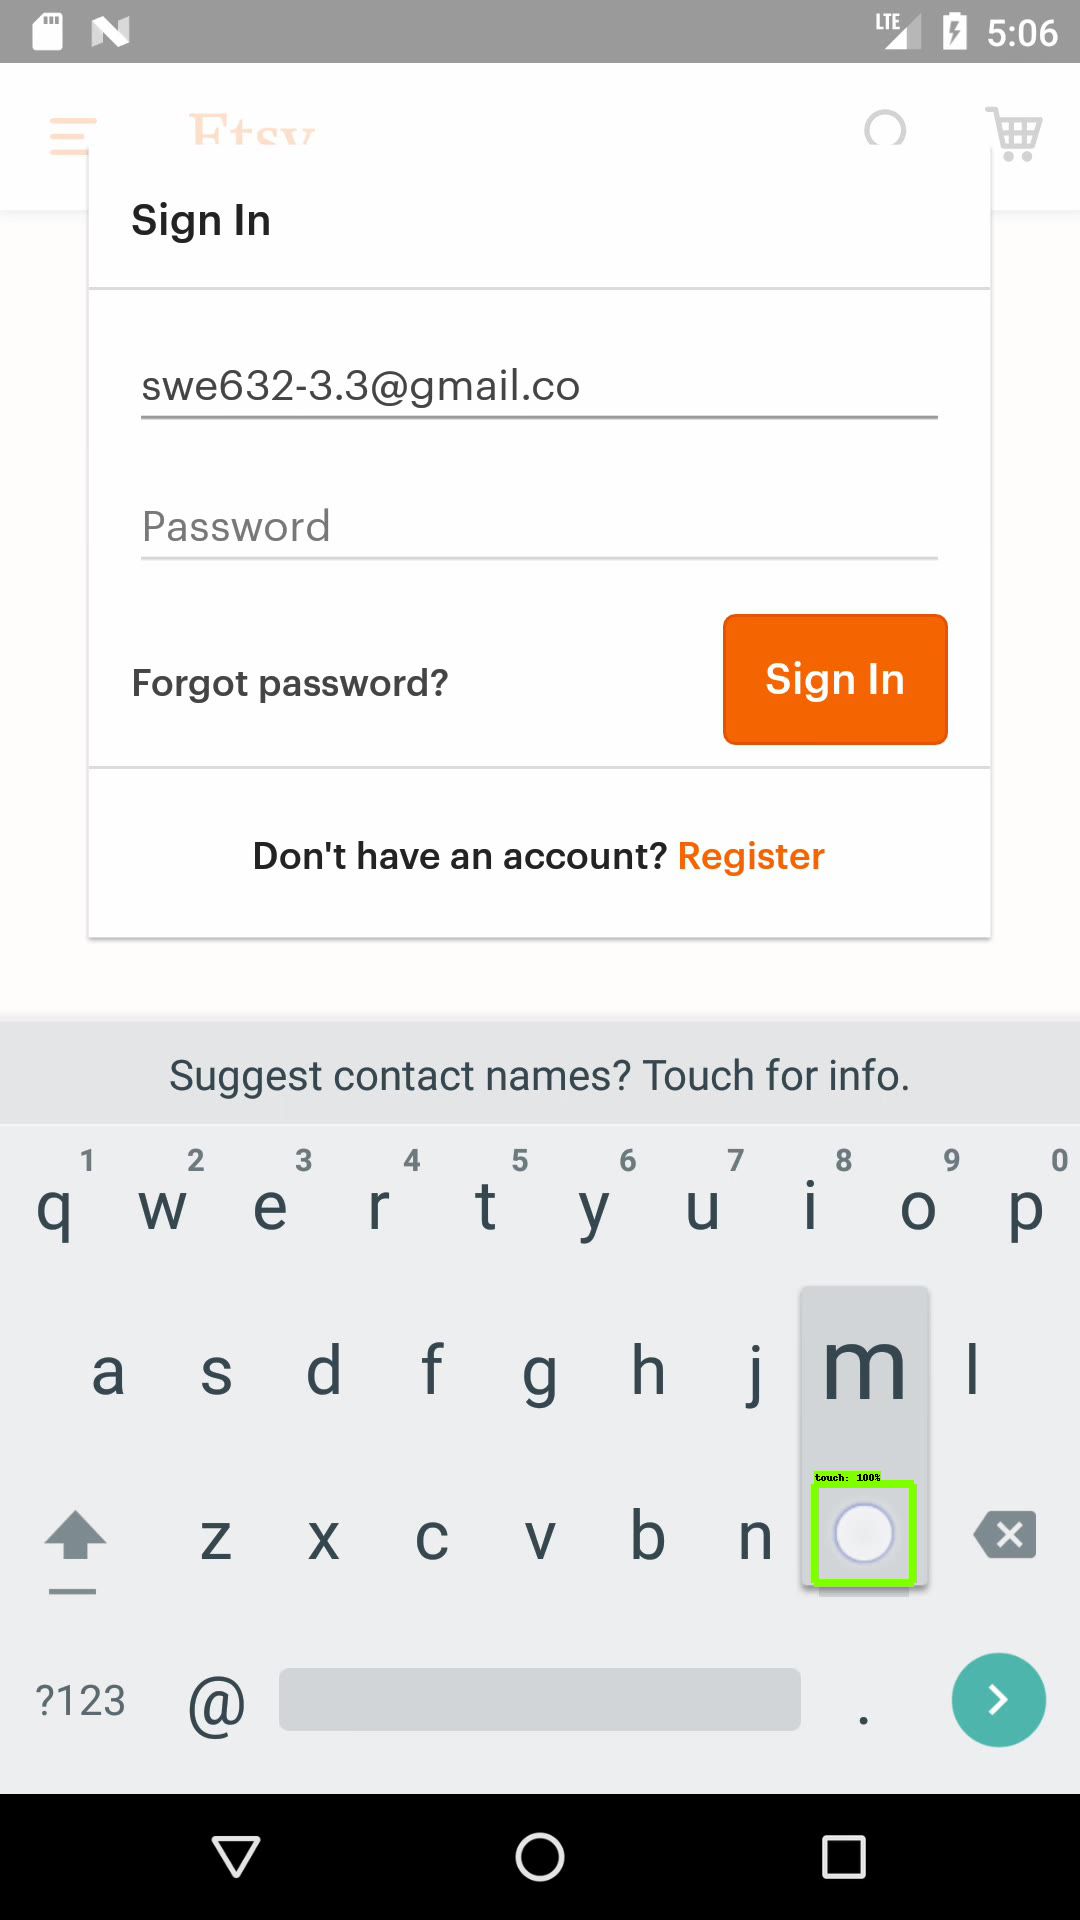 LTE 5:06
Etsy
Sign In
swe632-3.3@gmail.co
Password
Forgot password? Sign In
Don't have an account? Register
Suggest contact names? Touch for info.
1 2 3 4 5 6 7 8 9 0
q w e r t y u i o p
a s d f g h j m l
touch: 100%
z x c v b n
?123 @ .